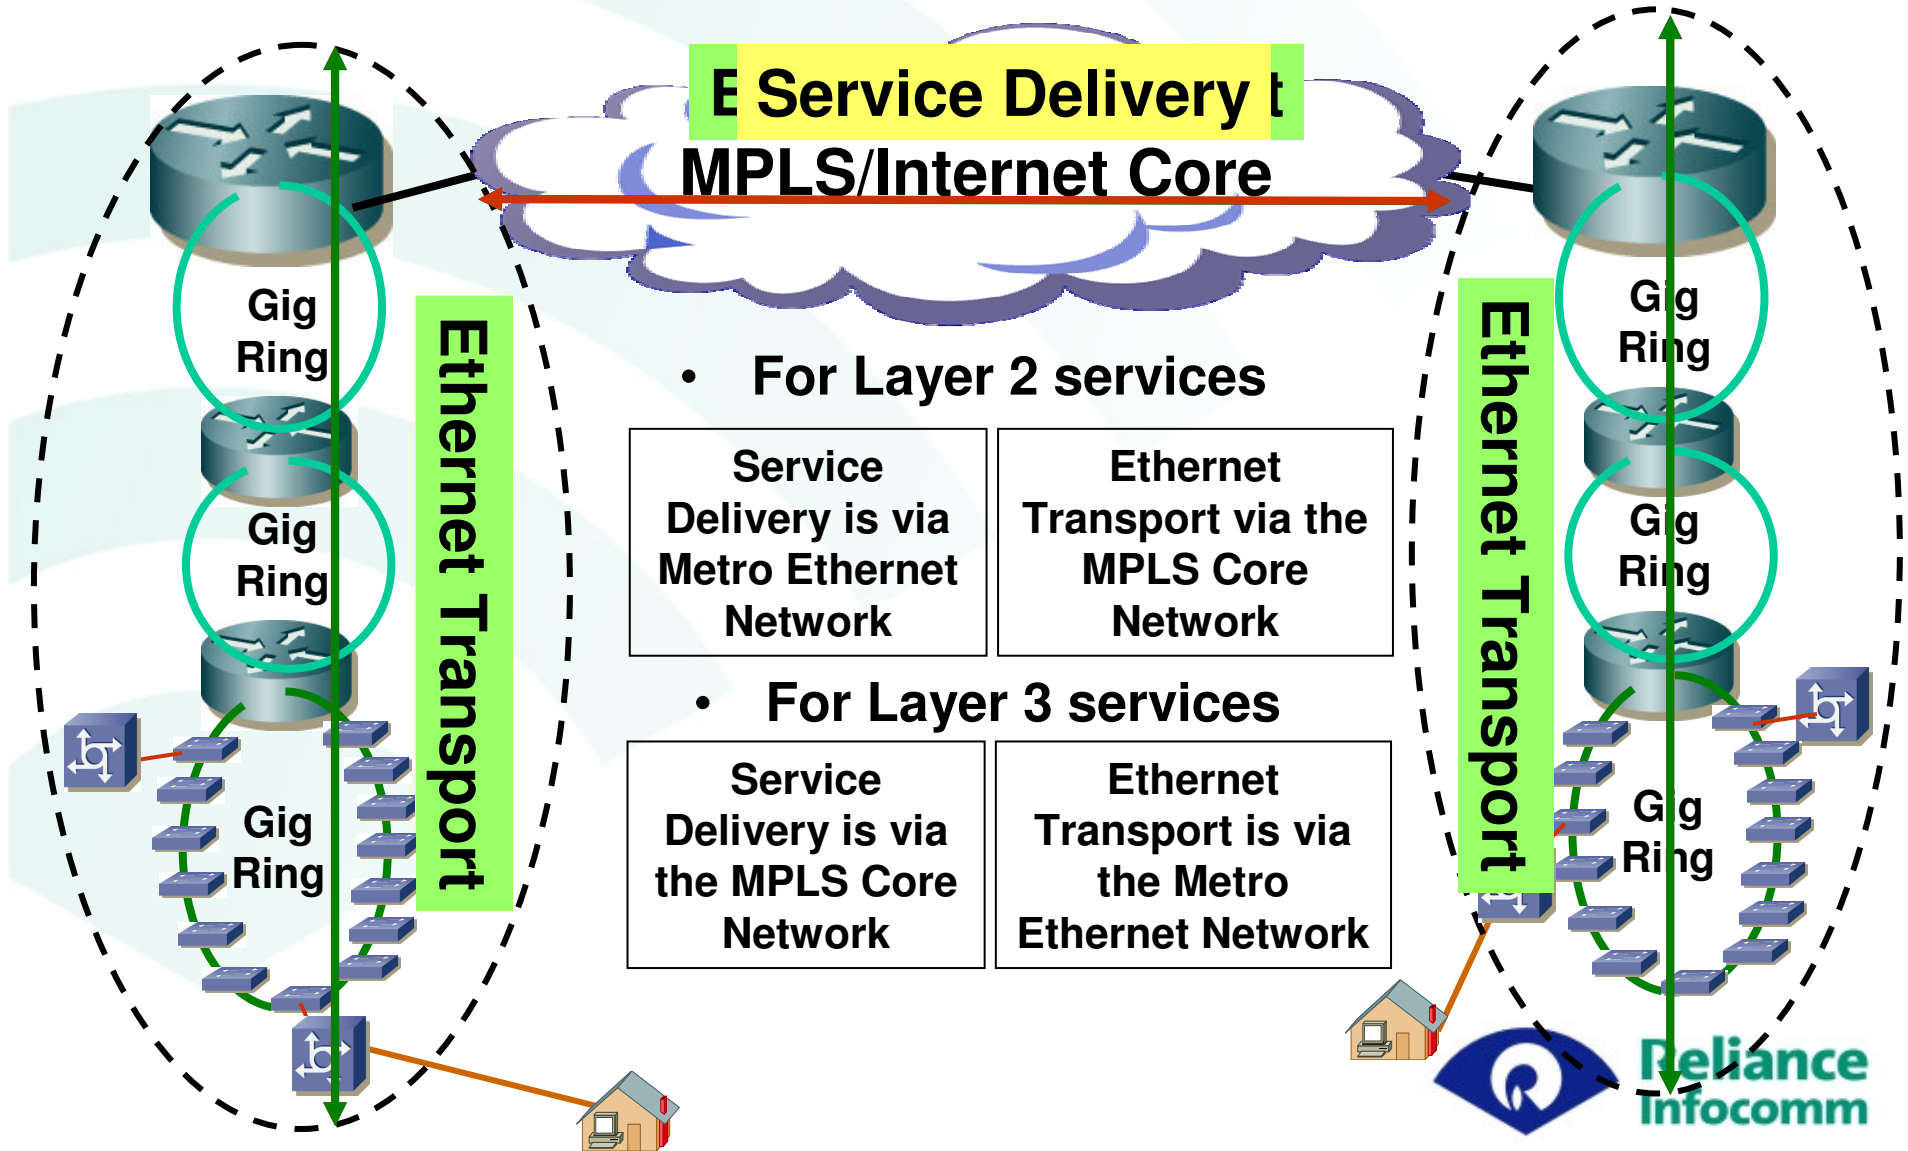 Service Delivery
MPLS/Internet Core
Gig
Ring
Gig
Ring
Gig
Ring
Ethernet Transport
• For Layer 2 services
Service
Delivery is via
Metro Ethernet
Network
Ethernet
Transport via the
MPLS Core
Network
• For Layer 3 services
Service
Delivery is via
the MPLS Core
Network
Ethernet
Transport is via
the Metro
Ethernet Network
Ethernet Transport
Gig
Ring
Gig
Ring
Gig
Ring
Reliance
Infocomm